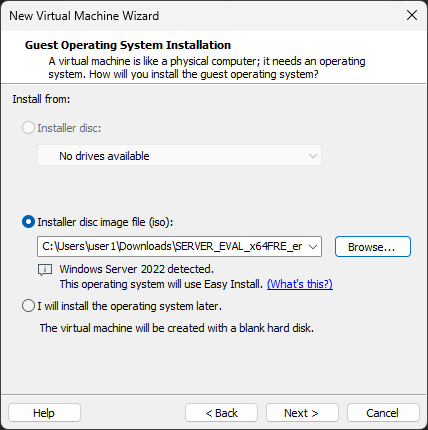 New Virtual Machine Wizard
Guest Operating System Installation
A virtual machine is like a physical computer; it needs an operating
system. How will you install the guest operating system?
Install from:
Installer disc:
No drives available
Installer disc image file (iso):
C:\Users\user1\Downloads\SERVER_EVAL_x64FRE_er
Browse...
Windows Server 2022 detected.
This operating system will use Easy Install. (What's this?)
I will install the operating system later.
The virtual machine will be created with a blank hard disk.
Help
< Back
Next >
Cancel